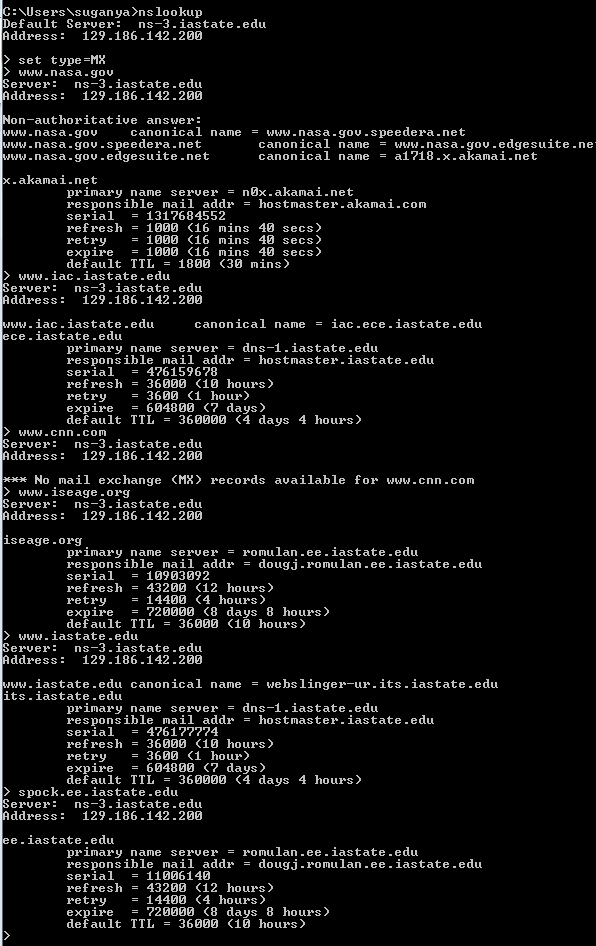 C:\Users\suganya>nslookup
Default Server:  ns-3.iastate.edu
Address:  129.186.142.200
> set type=MX
> www.nasa.gov
Server:  ns-3.iastate.edu
Address:  129.186.142.200
Non-authoritative answer:
www.nasa.gov    canonical name = www.nasa.gov.speedera.net
www.nasa.gov.speedera.net       canonical name = www.nasa.gov.edgesuite.net
www.nasa.gov.edgesuite.net      canonical name = a1718.x.akamai.net
x.akamai.net
        primary name server = n0x.akamai.net
        responsible mail addr = hostmaster.akamai.com
        serial  = 1317684552
        refresh = 1000 (16 mins 40 secs)
        retry   = 1000 (16 mins 40 secs)
        expire  = 1000 (16 mins 40 secs)
        default TTL = 1800 (30 mins)
> www.iac.iastate.edu
Server:  ns-3.iastate.edu
Address:  129.186.142.200
www.iac.iastate.edu     canonical name = iac.ece.iastate.edu
ece.iastate.edu
        primary name server = dns-1.iastate.edu
        responsible mail addr = hostmaster.iastate.edu
        serial  = 476159678
        refresh = 36000 (10 hours)
        retry   = 3600 (1 hour)
        expire  = 604800 (7 days)
        default TTL = 360000 (4 days 4 hours)
> www.cnn.com
Server:  ns-3.iastate.edu
Address:  129.186.142.200
*** No mail exchange (MX) records available for www.cnn.com
> www.iseage.org
Server:  ns-3.iastate.edu
Address:  129.186.142.200
iseage.org
        primary name server = romulan.ee.iastate.edu
        responsible mail addr = dougj.romulan.ee.iastate.edu
        serial  = 10903092
        refresh = 43200 (12 hours)
        retry   = 14400 (4 hours)
        expire  = 720000 (8 days 8 hours)
        default TTL = 36000 (10 hours)
> www.iastate.edu
Server:  ns-3.iastate.edu
Address:  129.186.142.200
www.iastate.edu canonical name = webslinger-ur.its.iastate.edu
its.iastate.edu
        primary name server = dns-1.iastate.edu
        responsible mail addr = hostmaster.iastate.edu
        serial  = 476177774
        refresh = 36000 (10 hours)
        retry   = 3600 (1 hour)
        expire  = 604800 (7 days)
        default TTL = 360000 (4 days 4 hours)
> spock.ee.iastate.edu
Server:  ns-3.iastate.edu
Address:  129.186.142.200
ee.iastate.edu
        primary name server = romulan.ee.iastate.edu
        responsible mail addr = dougj.romulan.ee.iastate.edu
        serial  = 11006140
        refresh = 43200 (12 hours)
        retry   = 14400 (4 hours)
        expire  = 720000 (8 days 8 hours)
        default TTL = 36000 (10 hours)
>